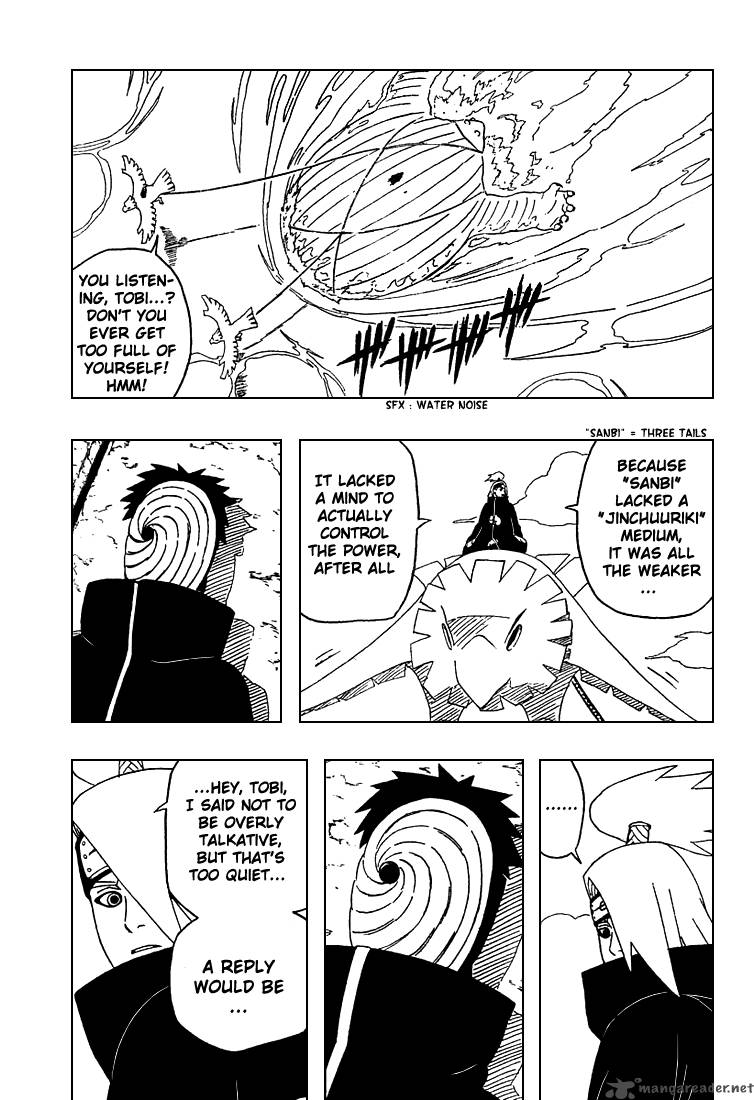 YOU LISTEN-
ING, TOBI...?
DON'T YOU
EVER GET
TOO FULL OF
YOURSELF!
HMM!
SFX : WATER NOISE
"SANBI" = THREE TAILS
BECAUSE
"SANBI"
LACKED A
"JINCHUURIKI"
MEDIUM,
IT WAS ALL
THE WEAKER
...
IT LACKED
A MIND TO
ACTUALLY
CONTROL
THE POWER,
AFTER ALL
.......
...HEY, TOBI,
I SAID NOT TO
BE OVERLY
TALKATIVE,
BUT THAT'S
TOO QUIET...
A REPLY
WOULD BE
...
mangareader.net